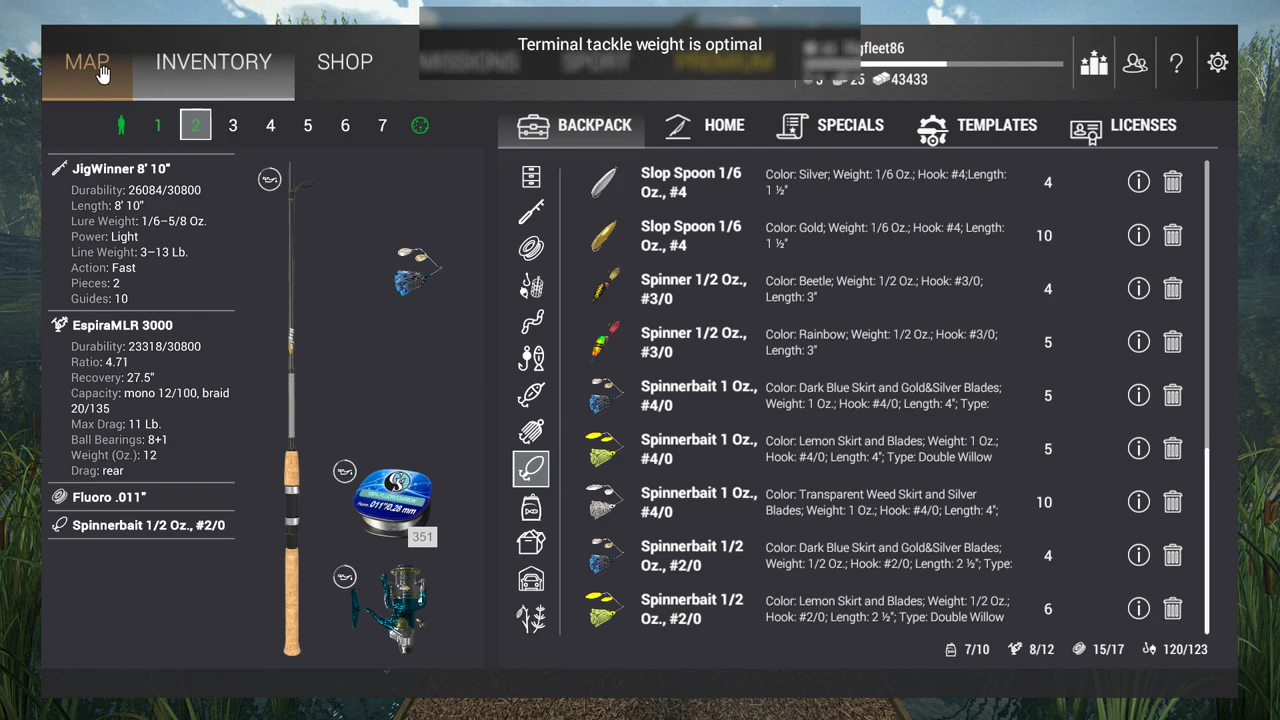 Terminal tackle weight is optimal
MAP
INVENTORY
SHOP
MISSIONS
SPORT
PREMIUM
gfleet86
25
43433
1
2
3
4
5
6
7
BACKPACK
HOME
SPECIALS
TEMPLATES
LICENSES
JigWinner 8' 10"
Durability: 26084/30800
Length: 8' 10"
Lure Weight: 1/6–5/8 Oz.
Power: Light
Line Weight: 3–13 Lb.
Action: Fast
Pieces: 2
Guides: 10
EspiraMLR 3000
Durability: 23318/30800
Ratio: 4.71
Recovery: 27.5"
Capacity: mono 12/100, braid
20/135
Max Drag: 11 Lb.
Ball Bearings: 8+1
Weight (Oz.): 12
Drag: rear
Fluoro .011"
Spinnerbait 1/2 Oz., #2/0
.011"/0.28 mm
351
Slop Spoon 1/6
Oz., #4
Color: Silver; Weight: 1/6 Oz.; Hook: #4;Length:
1 ½"
4
Slop Spoon 1/6
Oz., #4
Color: Gold; Weight: 1/6 Oz.; Hook: #4; Length:
1 ½"
10
Spinner 1/2 Oz.,
#3/0
Color: Beetle; Weight: 1/2 Oz.; Hook: #3/0;
Length: 3"
4
Spinner 1/2 Oz.,
#3/0
Color: Rainbow; Weight: 1/2 Oz.; Hook: #3/0;
Length: 3"
5
Spinnerbait 1 Oz.,
#4/0
Color: Dark Blue Skirt and Gold&Silver Blades;
Weight: 1 Oz.; Hook: #4/0; Length: 4"; Type:
5
Spinnerbait 1 Oz.,
#4/0
Color: Lemon Skirt and Blades; Weight: 1 Oz.;
Hook: #4/0; Length: 4"; Type: Double Willow
5
Spinnerbait 1 Oz.,
#4/0
Color: Transparent Weed Skirt and Silver
Blades; Weight: 1 Oz.; Hook: #4/0; Length: 4";
10
Spinnerbait 1/2
Oz., #2/0
Color: Dark Blue Skirt and Gold&Silver Blades;
Weight: 1/2 Oz.; Hook: #2/0; Length: 2 ½"; Type:
4
Spinnerbait 1/2
Oz., #2/0
Color: Lemon Skirt and Blades; Weight: 1/2 Oz.;
Hook: #2/0; Length: 2 ½"; Type: Double Willow
6
7/10
8/12
15/17
120/123